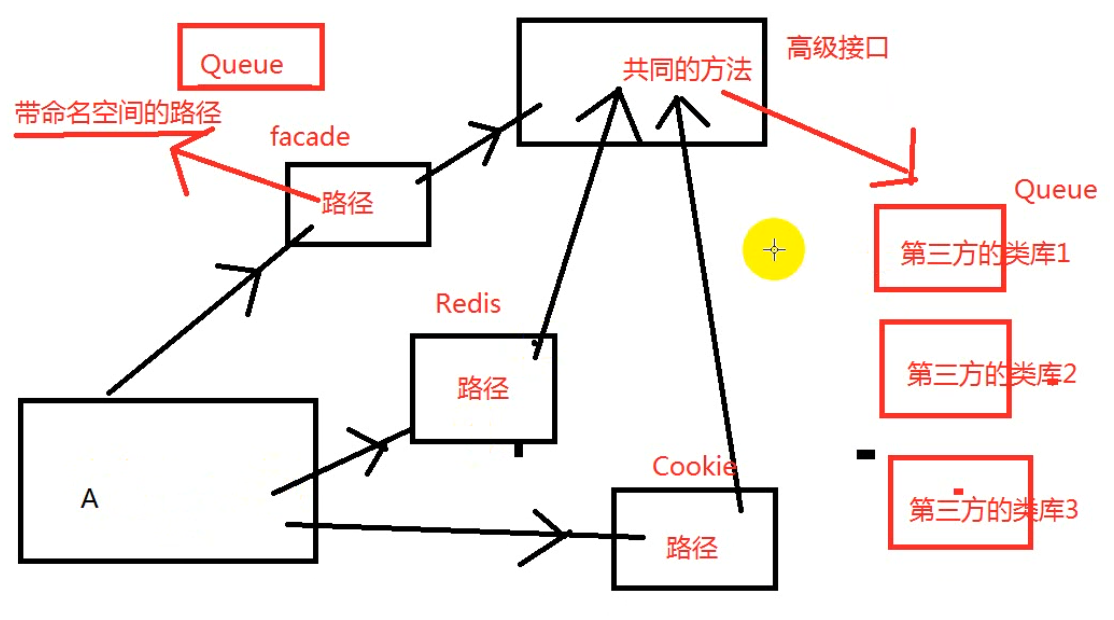 Queue
高级接口
共同的方法
带命名空间的路径
facade
路径
Queue
第三方的类库1
Redis
路径
第三方的类库2
Cookie
A
第三方的类库3
路径